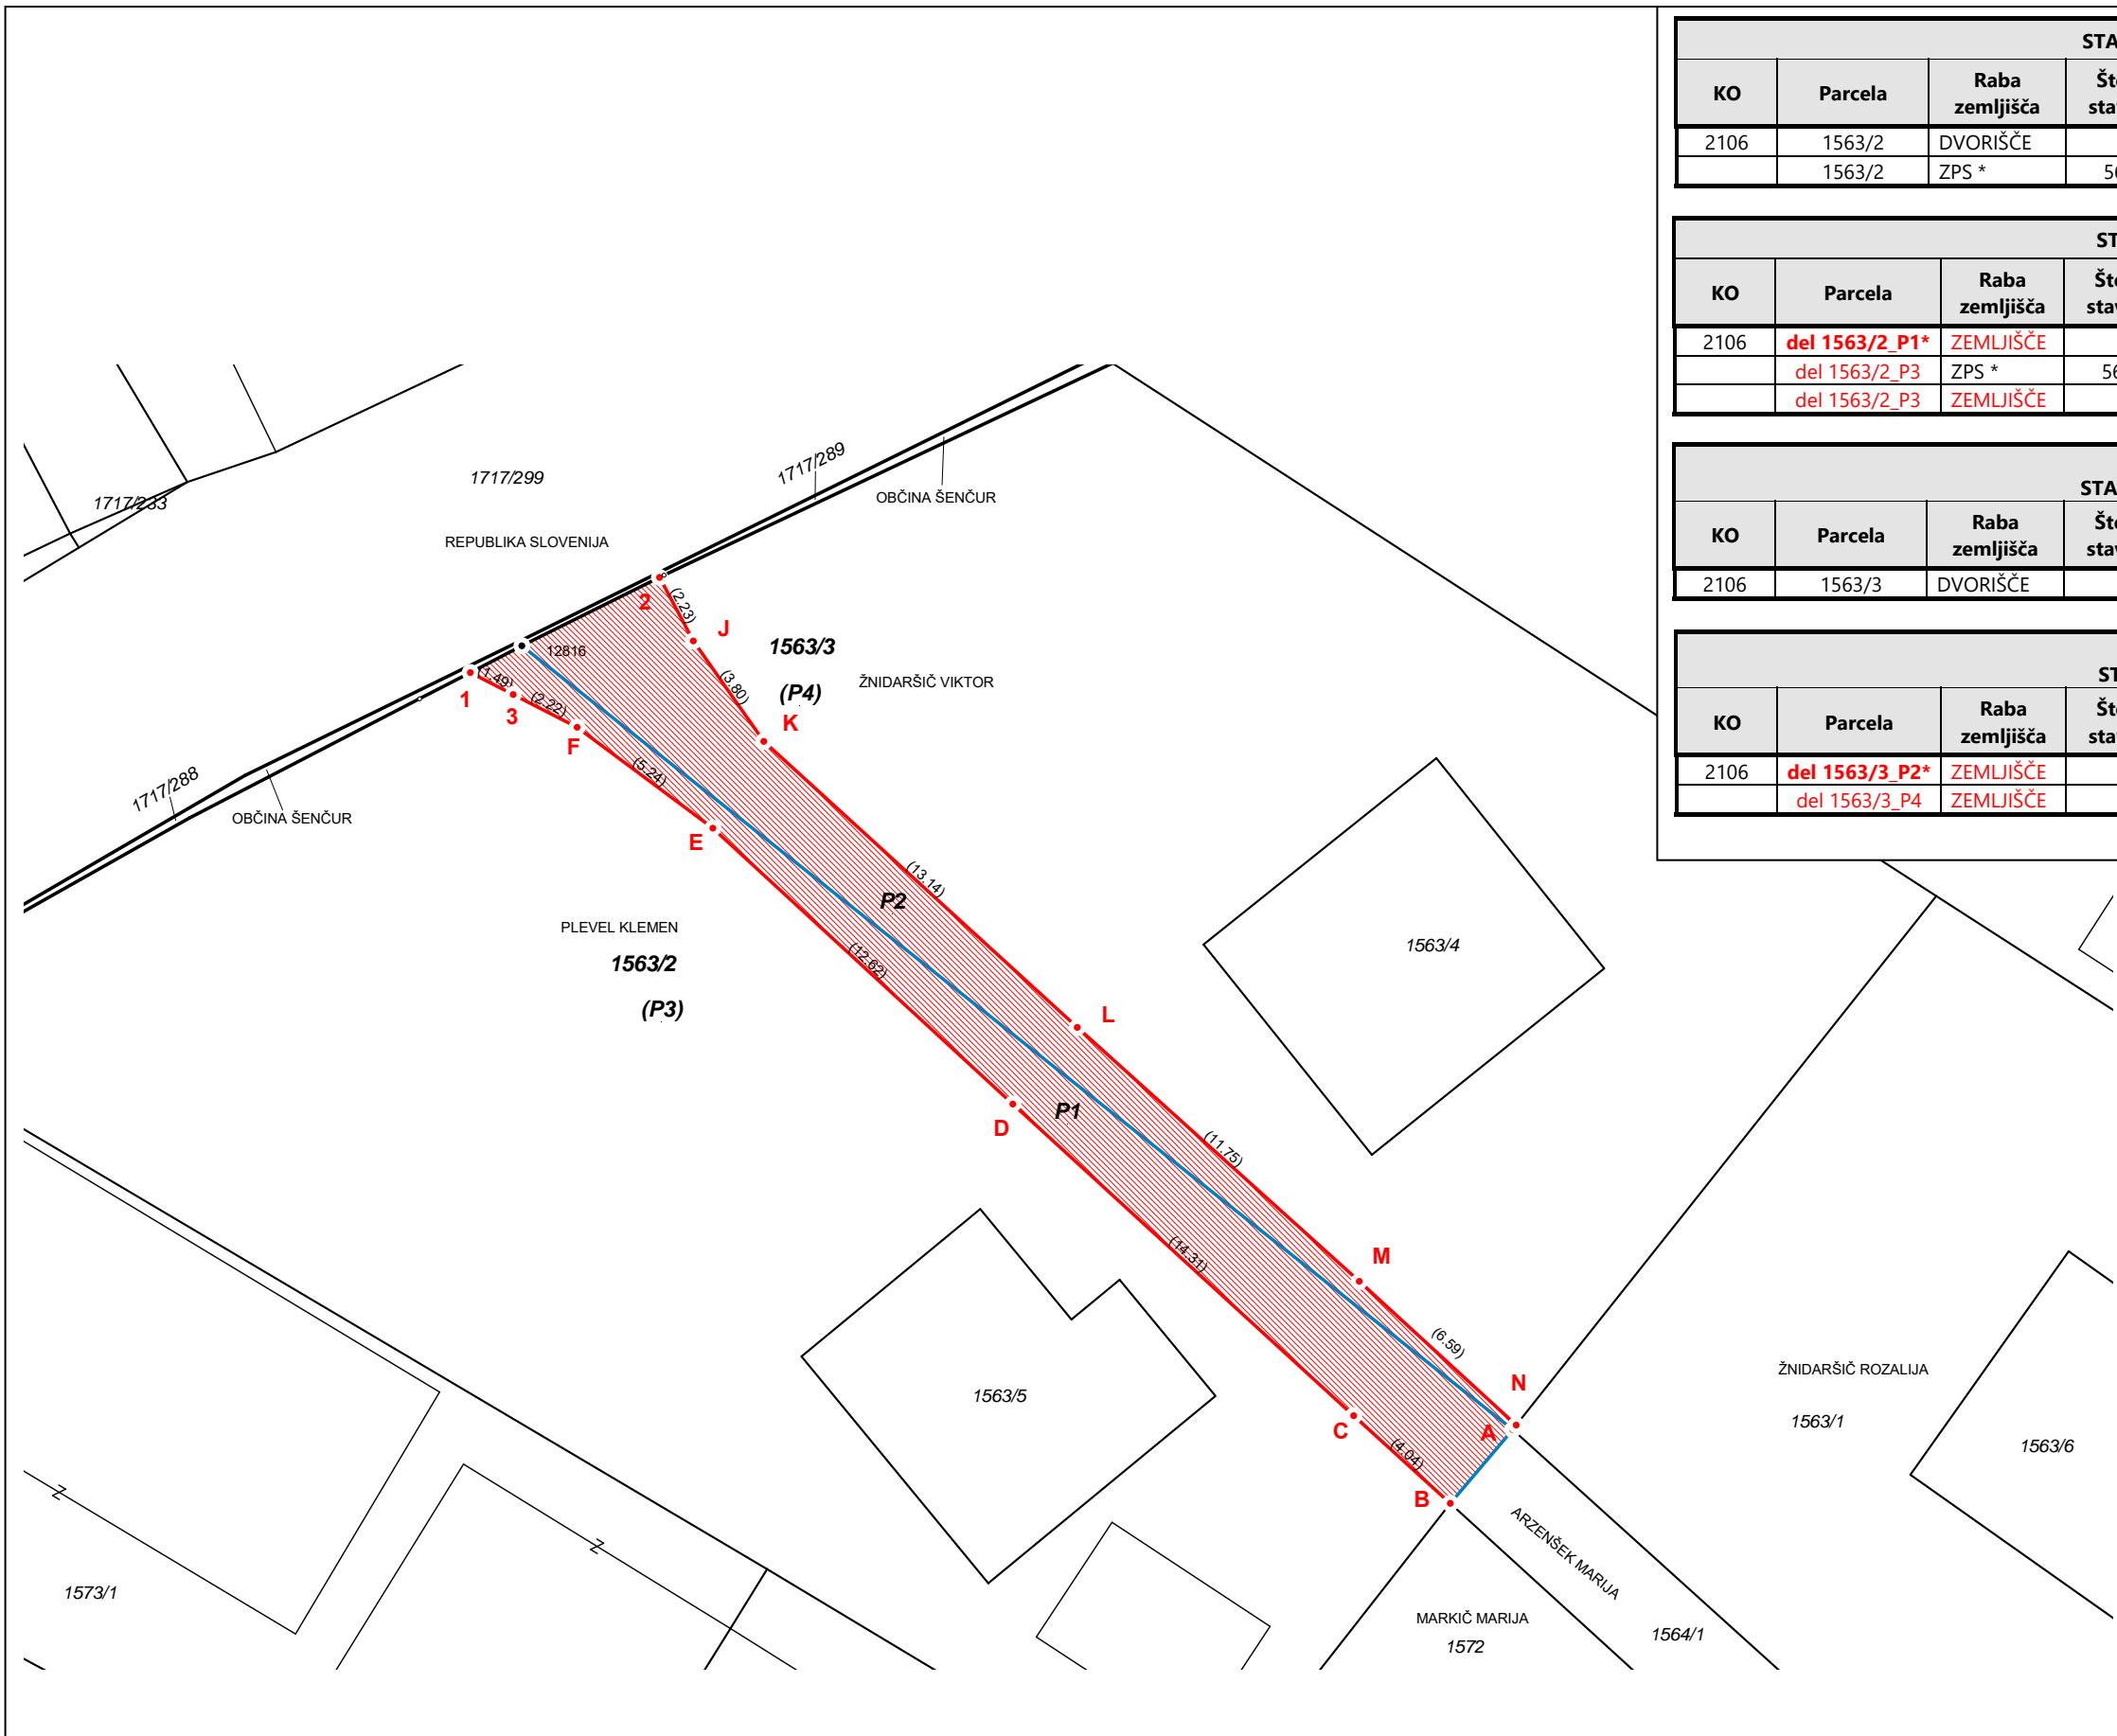 STA
KO Parcela Raba zemljišča Šte sta
2106 1563/2 DVORIŠČE
1563/2 ZPS * 56
ST
KO Parcela Raba zemljišča Šte stav
2106 del 1563/2_P1* ZEMLJIŠČE
del 1563/2_P3 ZPS * 56
del 1563/2_P3 ZEMLJIŠČE
STA
KO Parcela Raba zemljišča Šte stav
2106 1563/3 DVORIŠČE
ST
KO Parcela Raba zemljišča Šte stav
2106 del 1563/3_P2* ZEMLJIŠČE
del 1563/3_P4 ZEMLJIŠČE
1717/289
1717/299
OBČINA ŠENČUR
1717/233
REPUBLIKA SLOVENIJA
2
(2.23)
J
1563/3
12816
(P4)
ŽNIDARŠIČ VIKTOR
(1.49)
(3.80)
1
3
(2.22)
K
F
(5.24)
1717/288
OBČINA ŠENČUR
E
(13.14)
P2
PLEVEL KLEMEN
1563/2
(P3)
(12.62)
1563/4
L
P1
D
(11.75)
(14.31)
M
(6.59)
N
ŽNIDARŠIČ ROZALIJA
1563/5
1563/1
C
A
1563/6
(4.04)
B
Z
Z
ARZENŠEK MARIJA
1573/1
MARKIČ MARIJA
1572
1564/1